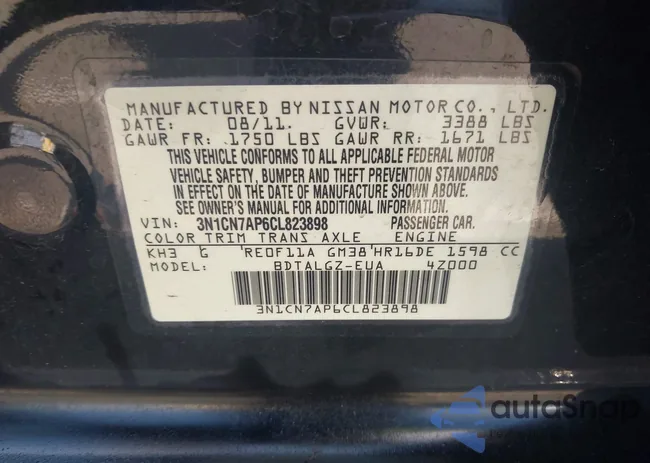 MANUFACTURED BY NISSAN MOTOR CO., LTD.
DATE: 08/11. GVWR: 3388 LBS
GAWR FR: 1750 LBS GAWR RR: 1671 LBS
THIS VEHICLE CONFORMS TO ALL APPLICABLE FEDERAL MOTOR
VEHICLE SAFETY, BUMPER AND THEFT PREVENTION STANDARDS
IN EFFECT ON THE DATE OF MANUFACTURE SHOWN ABOVE.
SEE OWNER'S MANUAL FOR ADDITIONAL INFORMATION.
VIN: 3N1CN7AP6CL823898 PASSENGER CAR.
COLOR TRIM TRANS AXLE ENGINE
KH3 G 'RE0F11A GM38'HR16DE 1598 CC
MODEL: BDTALGZ-EUA 4Z000
3N1CN7AP6CL823898
autoSnap